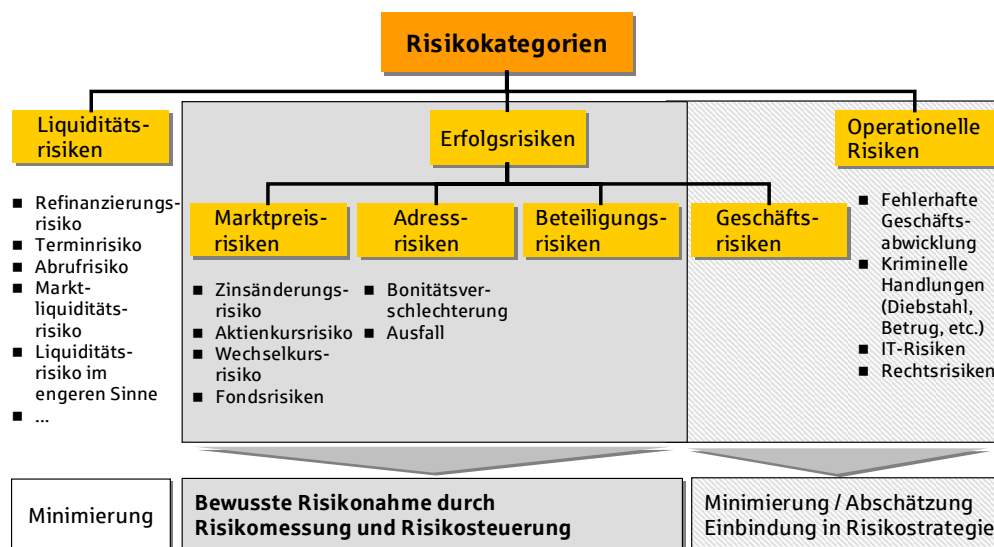 Risikokategorien
Liquiditäts-
risiken
Erfolgsrisiken
Operationelle
Risiken
Marktpreis-
risiken
Adress-
risiken
Beteiligungs-
risiken
Geschäfts-
risiken
■ Refinanzierungs-
risiko
■ Terminrisiko
■ Abrufrisiko
■ Markt-
liquiditäts-
risiko
■ Liquiditäts-
risiko im
engeren Sinne
■ ...
■ Zinsänderungs-
risiko
■ Aktienkursrisiko
■ Wechselkurs-
risiko
■ Fondsrisiken
■ Bonitätsver-
schlechterung
■ Ausfall
■ Fehlerhafte
Geschäfts-
abwicklung
■ Kriminelle
Handlungen
(Diebstahl,
Betrug, etc.)
■ IT-Risiken
■ Rechtsrisiken
Minimierung
Bewusste Risikonahme durch
Risikomessung und Risikosteuerung
Minimierung / Abschätzung
Einbindung in Risikostrategie